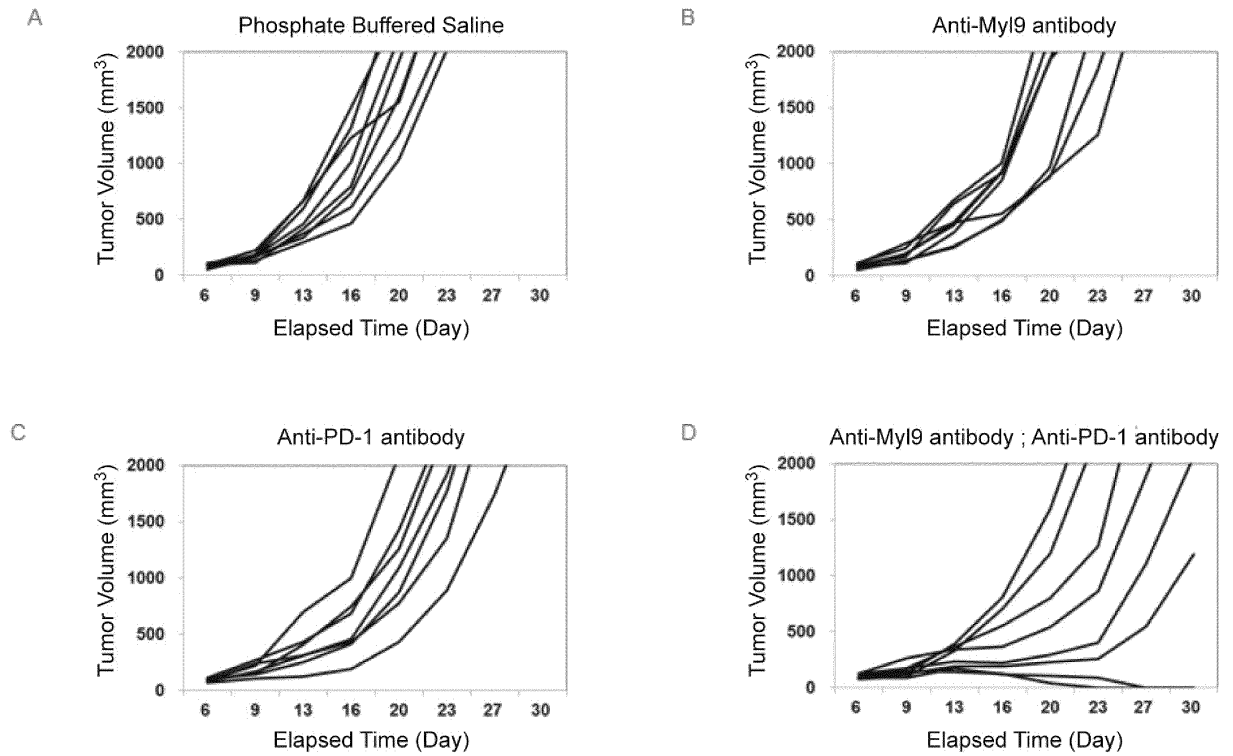 A
Phosphate Buffered Saline
Tumor Volume (mm3)
2000
1500
1000
500
0
6 9 13 16 20 23 27 30
Elapsed Time (Day)
B
Anti-Myl9 antibody
Tumor Volume (mm3)
2000
1500
1000
500
0
6 9 13 16 20 23 27 30
Elapsed Time (Day)
C
Anti-PD-1 antibody
Tumor Volume (mm3)
2000
1500
1000
500
0
6 9 13 16 20 23 27 30
Elapsed Time (Day)
D
Anti-Myl9 antibody ; Anti-PD-1 antibody
Tumor Volume (mm3)
2000
1500
1000
500
0
6 9 13 16 20 23 27 30
Elapsed Time (Day)